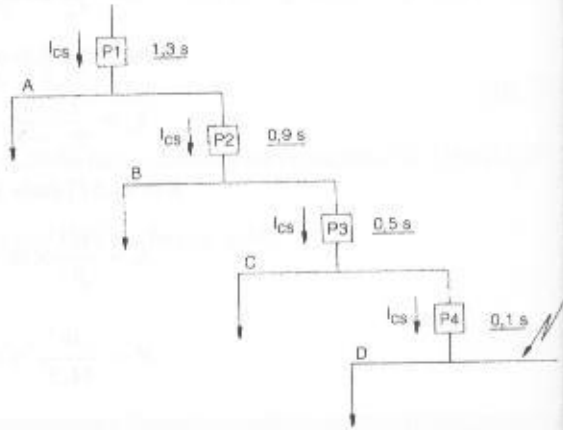 I_CS P1 1,3 s
A
I_CS P2 0,9 s
B
I_CS P3 0,5 s
C
I_CS P4 0,1 s
D